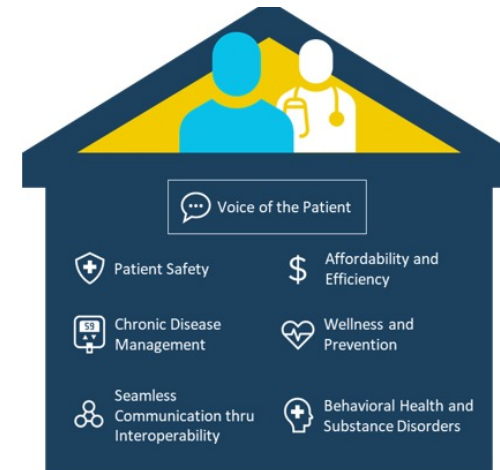 Voice of the Patient
Patient Safety
Affordability and
Efficiency
59
Chronic Disease
Management
Wellness and
Prevention
Seamless
Communication thru
Interoperability
Behavioral Health and
Substance Disorders